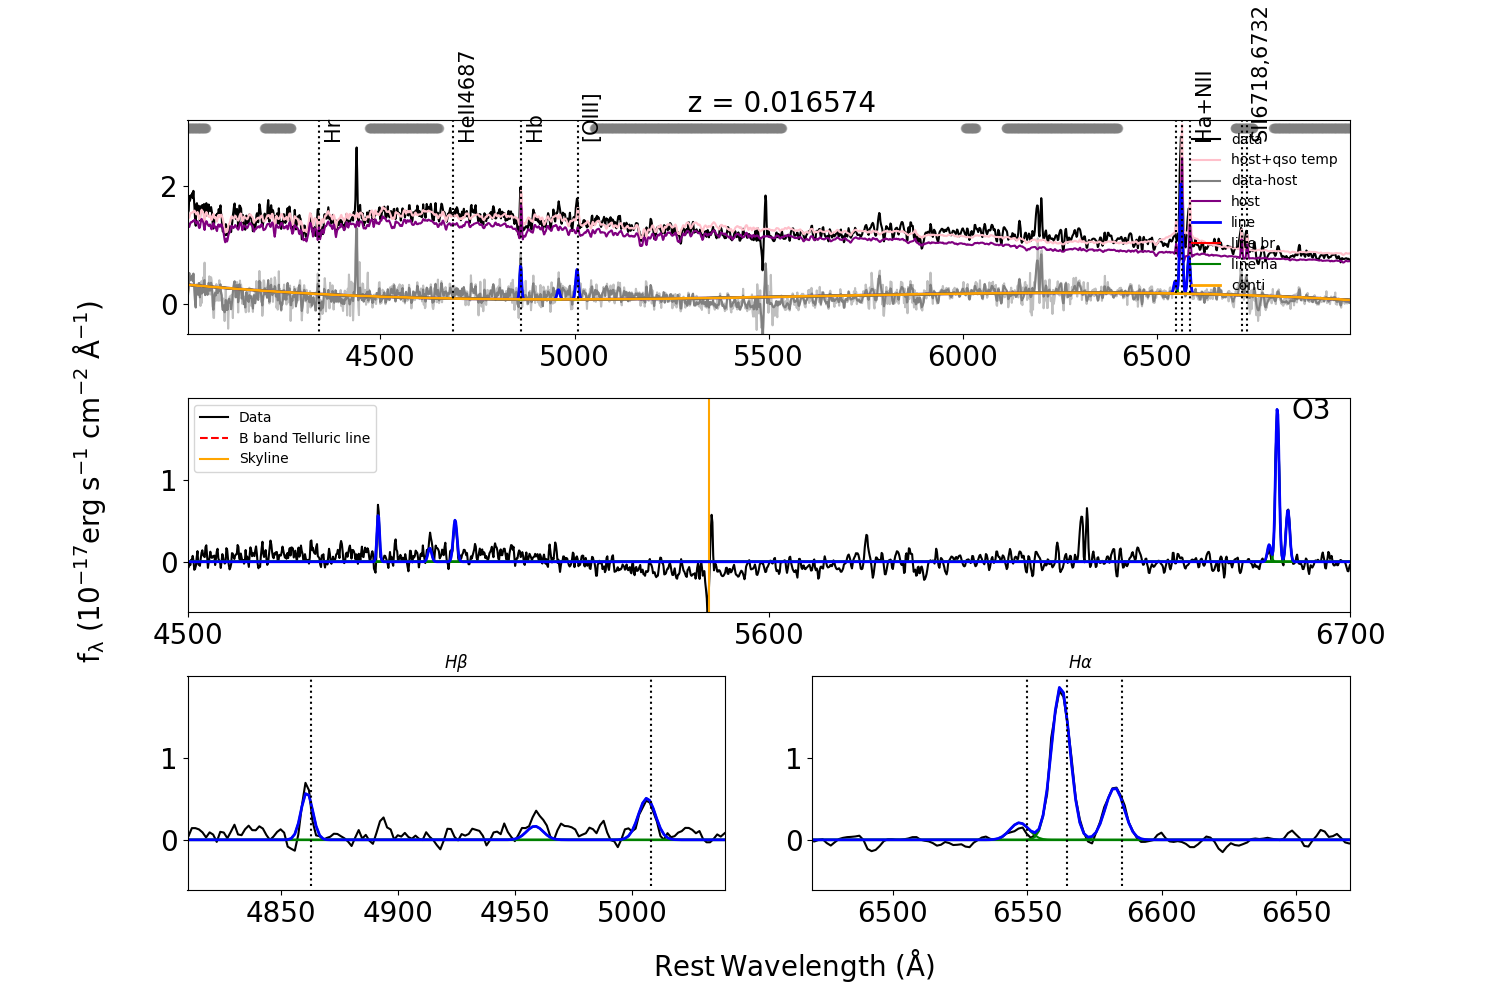 z = 0.016574
Hr
HeII4687
Hb
[OIII]
Ha+NII
SII6718,6732
data
host+qso temp
data-host
host
line
line br
line na
conti
2
0
4500
5000
5500
6000
6500
Data
B band Telluric line
Skyline
O3
1
0
4500
5600
6700
fλ (10⁻¹⁷erg s⁻¹ cm⁻² Å⁻¹)
Hβ
1
0
4850
4900
4950
5000
Hα
1
0
6500
6550
6600
6650
Rest Wavelength (Å)